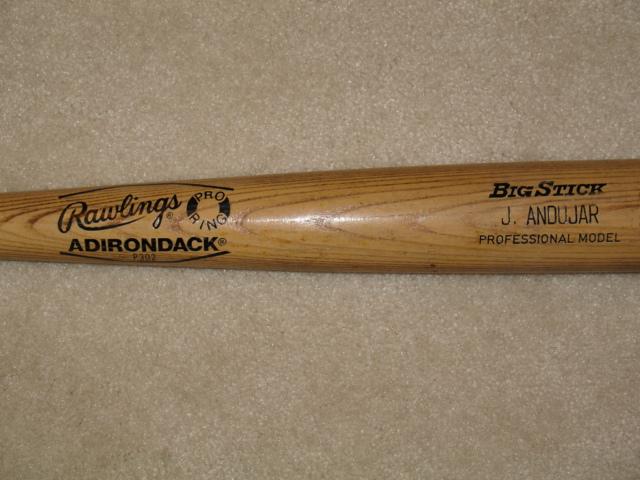 Rawlings® PRO RING
ADIRONDACK®
P302
BIG STICK
J. ANDUJAR
PROFESSIONAL MODEL